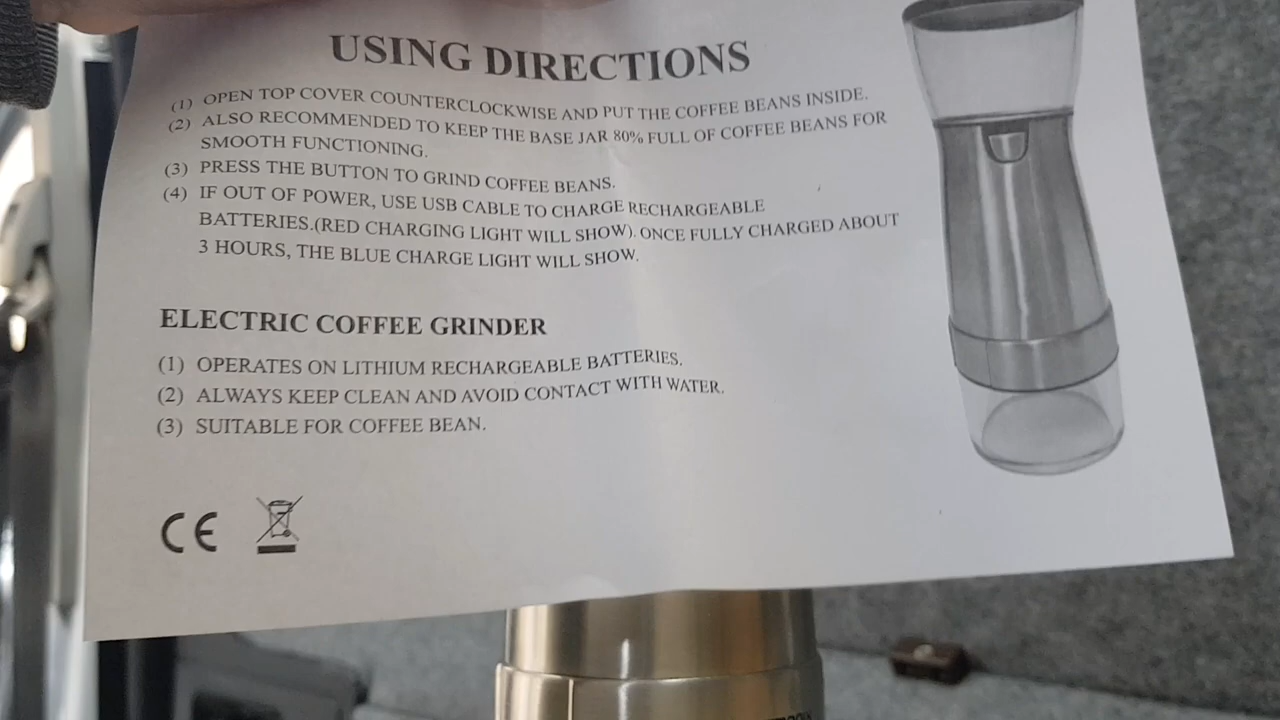 USING DIRECTIONS
(1) OPEN TOP COVER COUNTERCLOCKWISE AND PUT THE COFFEE BEANS INSIDE.
(2) ALSO RECOMMENDED TO KEEP THE BASE JAR 80% FULL OF COFFEE BEANS FOR
SMOOTH FUNCTIONING.
(3) PRESS THE BUTTON TO GRIND COFFEE BEANS.
(4) IF OUT OF POWER, USE USB CABLE TO CHARGE RECHARGEABLE
BATTERIES.(RED CHARGING LIGHT WILL SHOW). ONCE FULLY CHARGED ABOUT
3 HOURS, THE BLUE CHARGE LIGHT WILL SHOW.
ELECTRIC COFFEE GRINDER
(1) OPERATES ON LITHIUM RECHARGEABLE BATTERIES.
(2) ALWAYS KEEP CLEAN AND AVOID CONTACT WITH WATER.
(3) SUITABLE FOR COFFEE BEAN.
CE